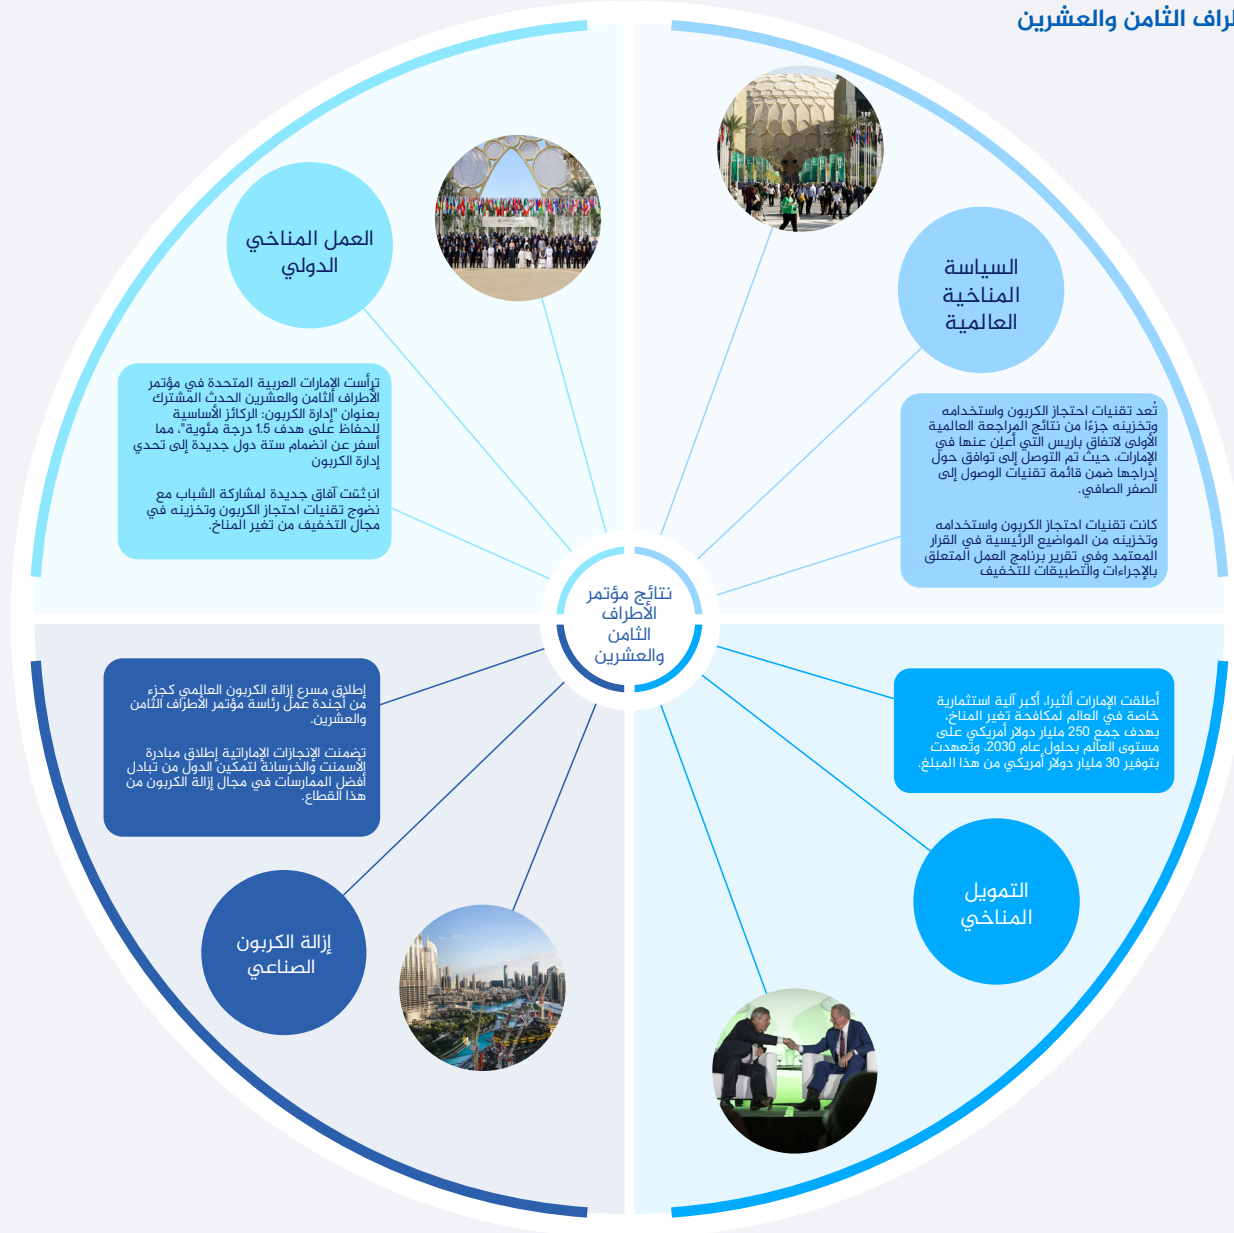 الثامن والعشرين
السياسة
المناخية
العالمية
تُعد تقنيات احتجاز الكربون واستخدامه
وتخزينه جزءًا من نتائج المراجعة العالمية
الأولى لاتفاق باريس التي أُعلِن عنها في
الإمارات، حيث تم التوصل إلى توافق حول
إدراجها ضمن قائمة تقنيات الوصول إلى
الصفر الصافي.
كانت تقنيات احتجاز الكربون واستخدامه
وتخزينه من المواضيع الرئيسية في القرار
المعتمد وفي تقرير برنامج العمل المتعلق
بالإجراءات والتطبيقات للتخفيف
العمل المناخي
الدولي
ترأست الإمارات العربية المتحدة في مؤتمر
الأطراف الثامن والعشرين الحدث المشترك
بعنوان "إدارة الكربون: الركائز الأساسية
للحفاظ على هدف 1.5 درجة مئوية"، مما
أسفر عن انضمام ستة دول جديدة إلى تحدي
إدارة الكربون
انبثقت آفاق جديدة لمشاركة الشباب مع
نضوج تقنيات احتجاز الكربون وتخزينه في
مجال التخفيف من تغير المناخ.
نتائج مؤتمر
الأطراف
الثامن
والعشرين
أطلقت الإمارات ألتيرا، أكبر آلية استثمارية
خاصة في العالم لمكافحة تغير المناخ،
بهدف جمع 250 مليار دولار أمريكي على
مستوى العالم بحلول عام 2030، وتعهدت
بتوفير 30 مليار دولار أمريكي من هذا المبلغ.
التمويل
المناخي
إطلاق مسرع إزالة الكربون العالمي كجزء
من أجندة عمل رئاسة مؤتمر الأطراف الثامن
والعشرين.
تضمنت الإنجازات الإماراتية إطلاق مبادرة
الأسمنت والخرسانة لتمكين الدول من تبادل
أفضل الممارسات في مجال إزالة الكربون من
هذا القطاع.
إزالة الكربون
الصناعي